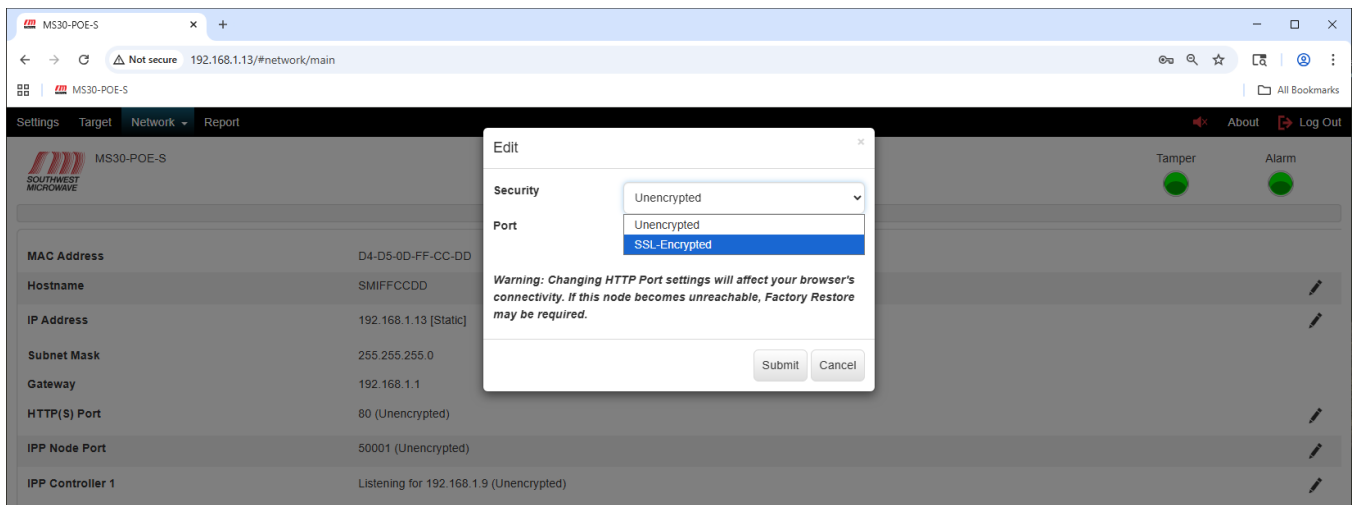 MS30-POE-S
Not secure 192.168.1.13/#network/main
MS30-POE-S
All Bookmarks
Settings Target Network Report About Log Out
SOUTHWEST
MICROWAVE
MS30-POE-S
Tamper Alarm
Edit
Security Unencrypted
Unencrypted
SSL-Encrypted
Port
Warning: Changing HTTP Port settings will affect your browser's
connectivity. If this node becomes unreachable, Factory Restore
may be required.
Submit Cancel
MAC Address D4-D5-0D-FF-CC-DD
Hostname SMIFFCCDD
IP Address 192.168.1.13 [Static]
Subnet Mask 255.255.255.0
Gateway 192.168.1.1
HTTP(S) Port 80 (Unencrypted)
IPP Node Port 50001 (Unencrypted)
IPP Controller 1 Listening for 192.168.1.9 (Unencrypted)